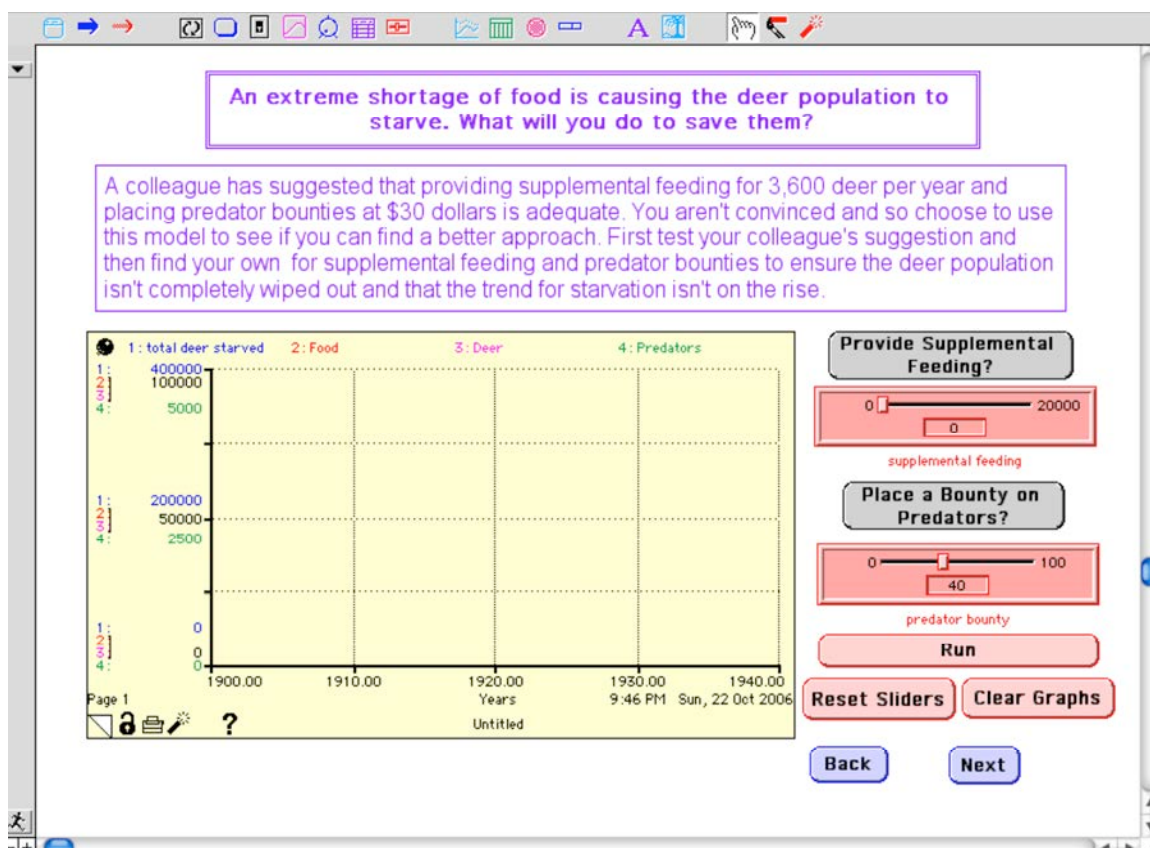 A
An extreme shortage of food is causing the deer population to
starve. What will you do to save them?
A colleague has suggested that providing supplemental feeding for 3,600 deer per year and
placing predator bounties at $30 dollars is adequate. You aren't convinced and so choose to use
this model to see if you can find a better approach. First test your colleague's suggestion and
then find your own for supplemental feeding and predator bounties to ensure the deer population
isn't completely wiped out and that the trend for starvation isn't on the rise.
1: total deer starved 2: Food 3: Deer 4: Predators
1: 400000
2 100000
3
4: 5000
1: 200000
2 50000
3
4: 2500
1: 0
2 0
3
4: 0
1900.00 1910.00 1920.00 1930.00 1940.00
Page 1 Years 9:46 PM Sun, 22 Oct 2006
? Untitled
Provide Supplemental
Feeding?
0 20000
0
supplemental feeding
Place a Bounty on
Predators?
0 100
40
predator bounty
Run
Reset Sliders Clear Graphs
Back Next